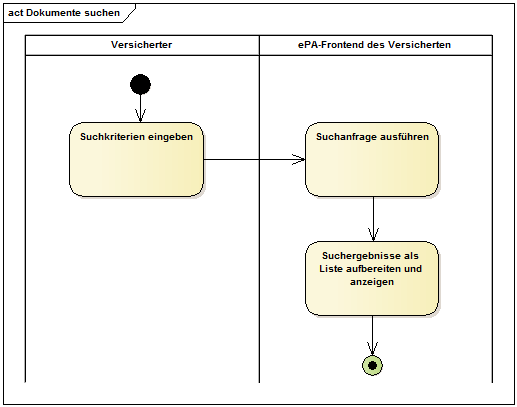 act Dokumente suchen
Versicherter
ePA-Frontend des Versicherten
Suchkriterien eingeben
Suchanfrage ausführen
Suchergebnisse als
Liste aufbereiten und
anzeigen